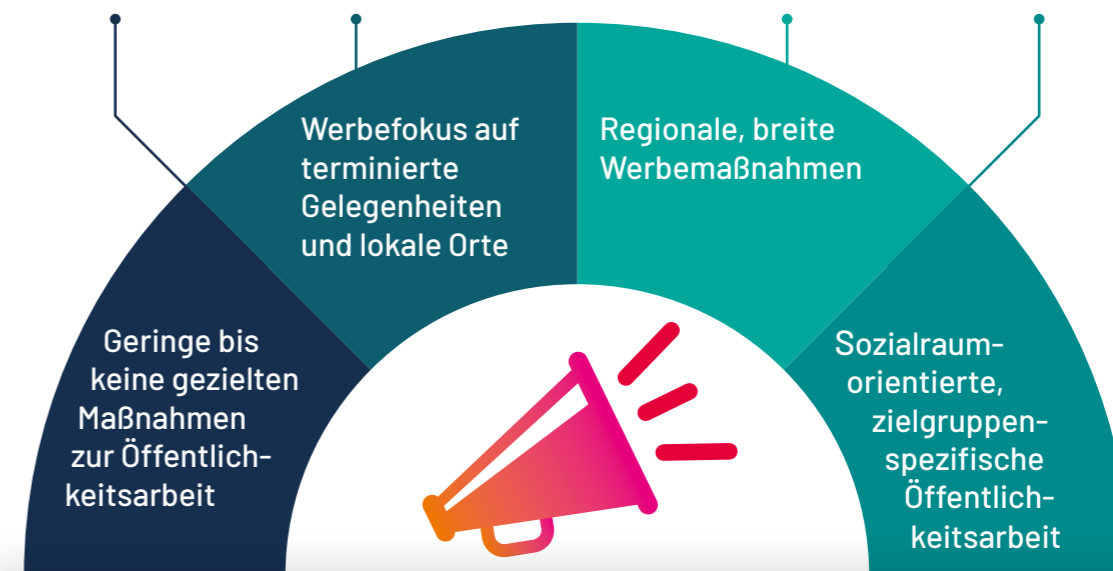 Geringe bis
keine gezielten
Maßnahmen
zur Öffentlich-
keitsarbeit
Werbefokus auf
terminierte
Gelegenheiten
und lokale Orte
Regionale, breite
Werbemaßnahmen
Sozialraum-
orientierte,
zielgruppen-
spezifische
Öffentlich-
keitsarbeit